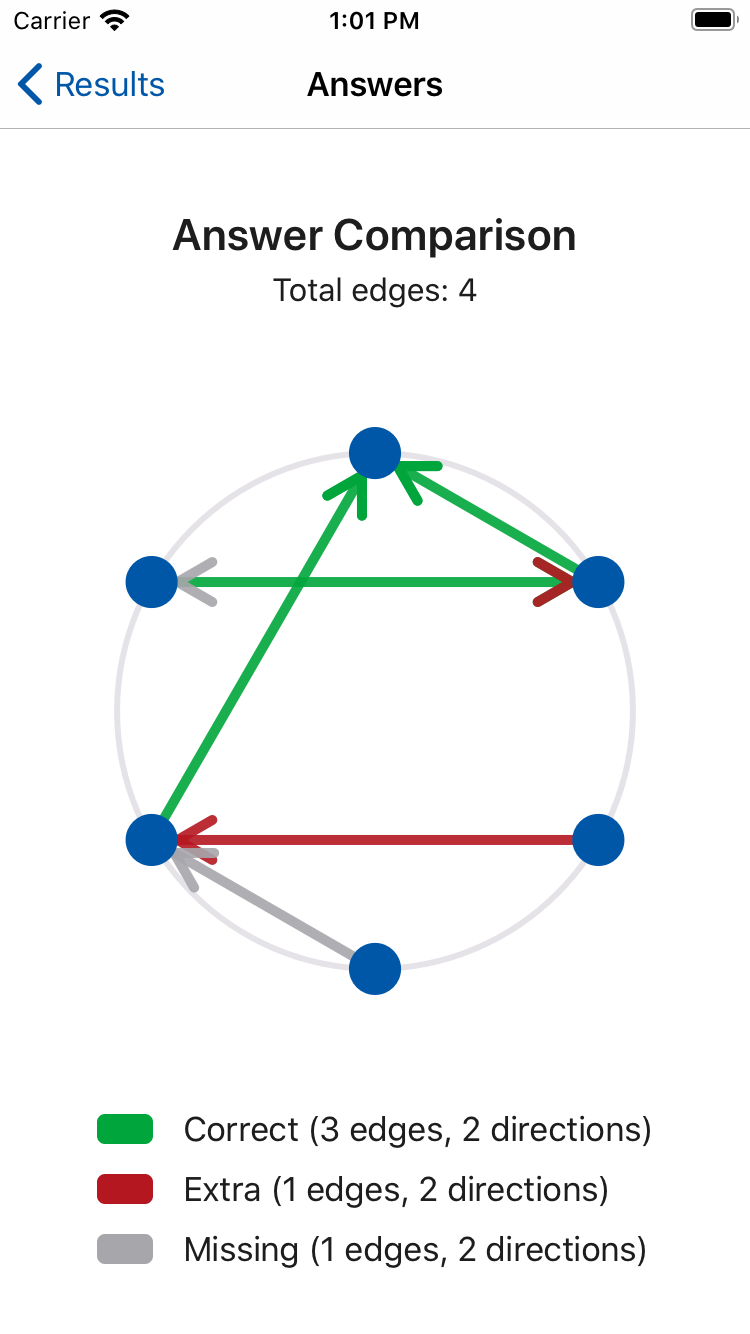 Carrier 1:01 PM
Results Answers
Answer Comparison
Total edges: 4
Correct (3 edges, 2 directions)
Extra (1 edges, 2 directions)
Missing (1 edges, 2 directions)